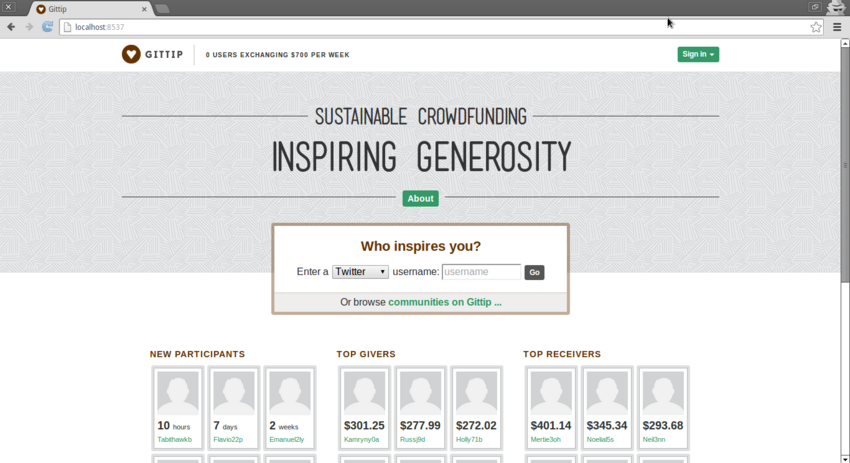 Gittip
localhost:8537
GITTIP
0 USERS EXCHANGING $700 PER WEEK
Sign in
SUSTAINABLE CROWDFUNDING
INSPIRING GENEROSITY
About
Who inspires you?
Enter a Twitter username: username Go
Or browse communities on Gittip ...
NEW PARTICIPANTS
10 hours
Tabithawkb
7 days
Flavio22p
2 weeks
Emanuel2ly
TOP GIVERS
$301.25
Kamryny0a
$277.99
Russj9d
$272.02
Holly71b
TOP RECEIVERS
$401.14
Mertie3oh
$345.34
$293.68
Neil3nn